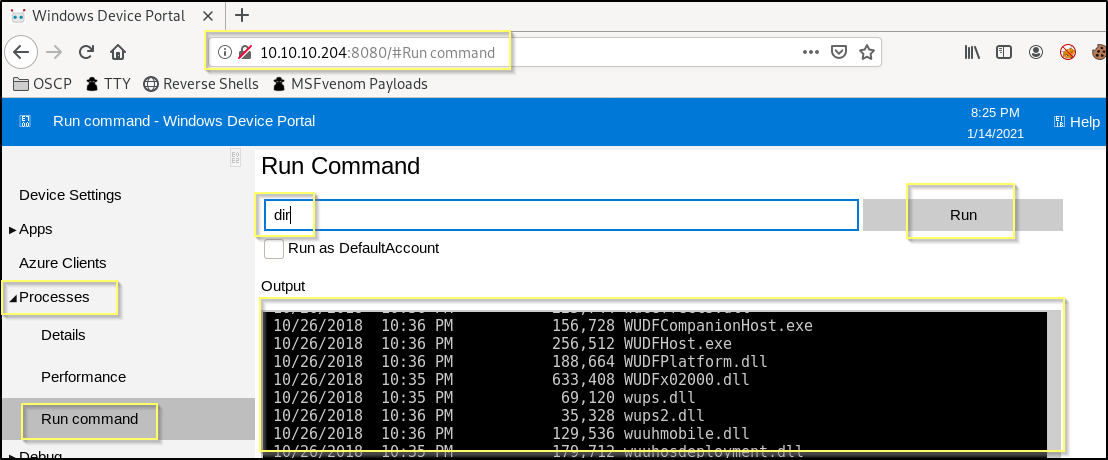 Windows Device Portal
10.10.10.204:8080/#Run command
OSCP TTY Reverse Shells MSFvenom Payloads
Run command - Windows Device Portal
8:25 PM
1/14/2021
Help
Device Settings
Apps
Azure Clients
Processes
Details
Performance
Run command
Debug
Run Command
dir
Run
Run as DefaultAccount
Output
10/26/2018 10:36 PM 156,728 WUDFCompanionHost.exe
10/26/2018 10:36 PM 256,512 WUDFHost.exe
10/26/2018 10:36 PM 188,664 WUDFPlatform.dll
10/26/2018 10:35 PM 633,408 WUDFx02000.dll
10/26/2018 10:35 PM 69,120 wups.dll
10/26/2018 10:36 PM 35,328 wups2.dll
10/26/2018 10:36 PM 129,536 wuuhmobile.dll
10/26/2018 10:35 PM 179,712 wuuhosdeployment.dll